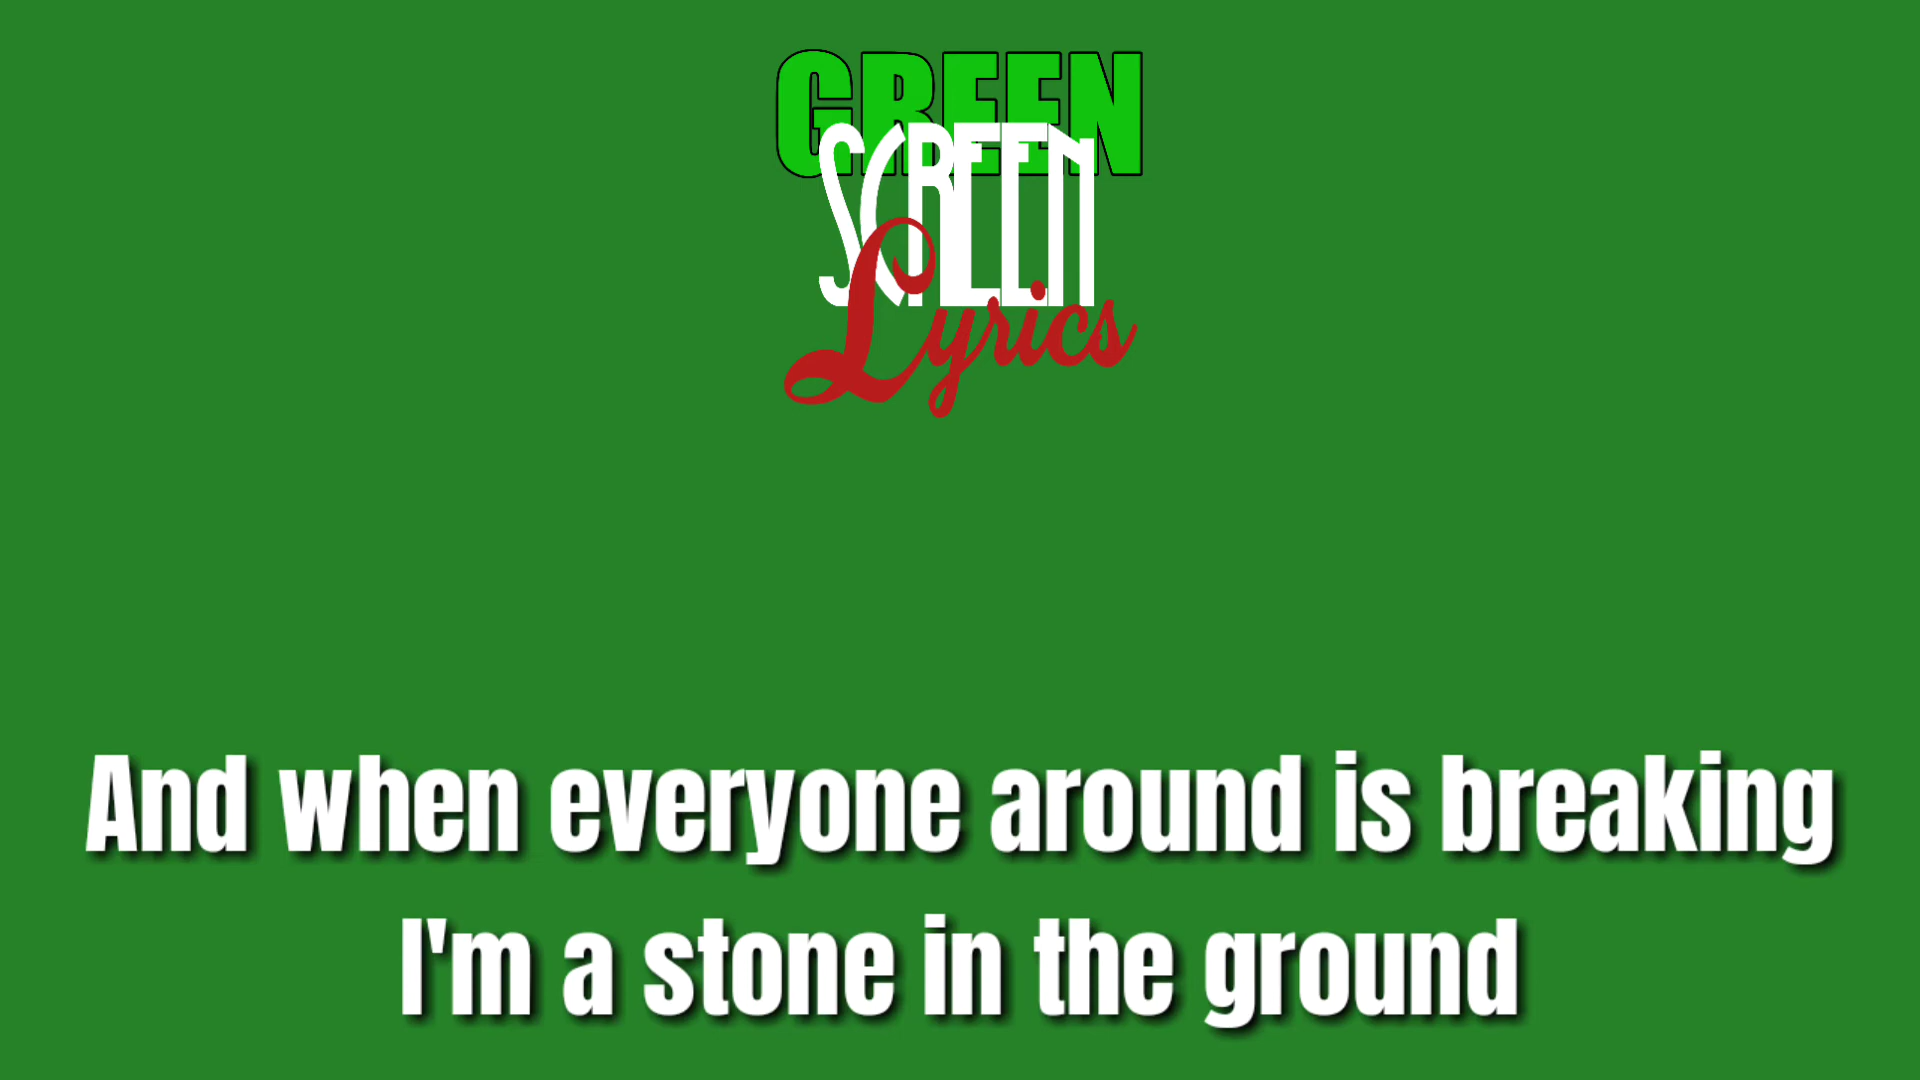 GREEN
SCREEN
Lyrics
And when everyone around is breaking
I'm a stone in the ground